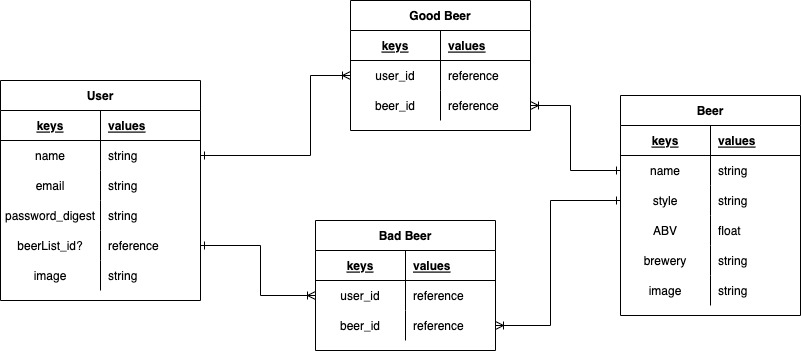 Good Beer
keys values
user_id reference
beer_id reference
User
keys values
name string
email string
password_digest string
beerList_id? reference
image string
Beer
keys values
name string
style string
ABV float
brewery string
image string
Bad Beer
keys values
user_id reference
beer_id reference